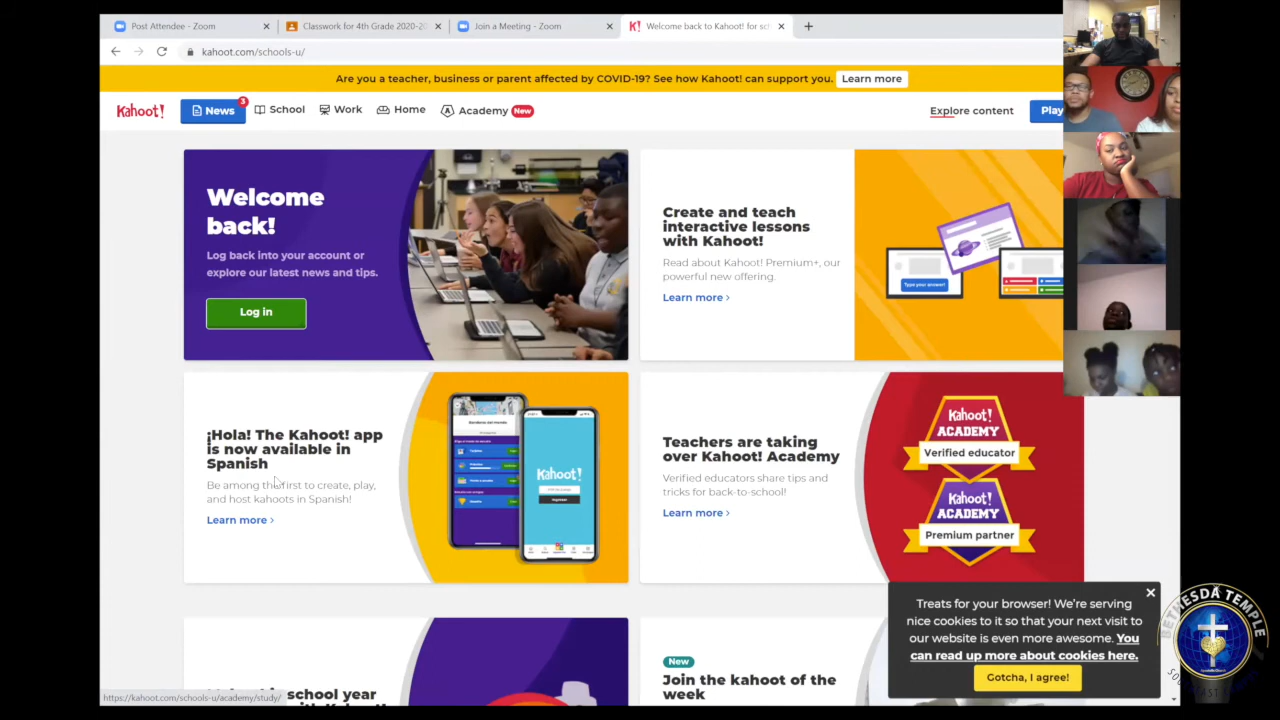 Post Attendee - Zoom
Classwork for 4th Grade 2020-20
Join a Meeting - Zoom
K! Welcome back to Kahoot! for sc
kahoot.com/schools-u/
Are you a teacher, business or parent affected by COVID-19? See how Kahoot! can support you. Learn more
Kahoot! News 3 School Work Home Academy New Explore content Play
Welcome
back!
Log back into your account or
explore our latest news and tips.
Log in
Create and teach
interactive lessons
with Kahoot!
Read about Kahoot! Premium+, our
powerful new offering.
Learn more ›
Type your answer!
¡Hola! The Kahoot! app
is now available in
Spanish
Be among the first to create, play,
and host kahoots in Spanish!
Learn more ›
Kahoot!
Teachers are taking
over Kahoot! Academy
Verified educators share tips and
tricks for back-to-school!
Learn more ›
Kahoot!
ACADEMY
Verified educator
Kahoot!
ACADEMY
Premium partner
school year
New
Join the kahoot of the
week
Treats for your browser! We're serving
nice cookies to it so that your next visit to
our website is even more awesome. You
can read up more about cookies here.
Gotcha, I agree!
https://kahoot.com/schools-u/academy/study/
BETHESDA TEMPLE